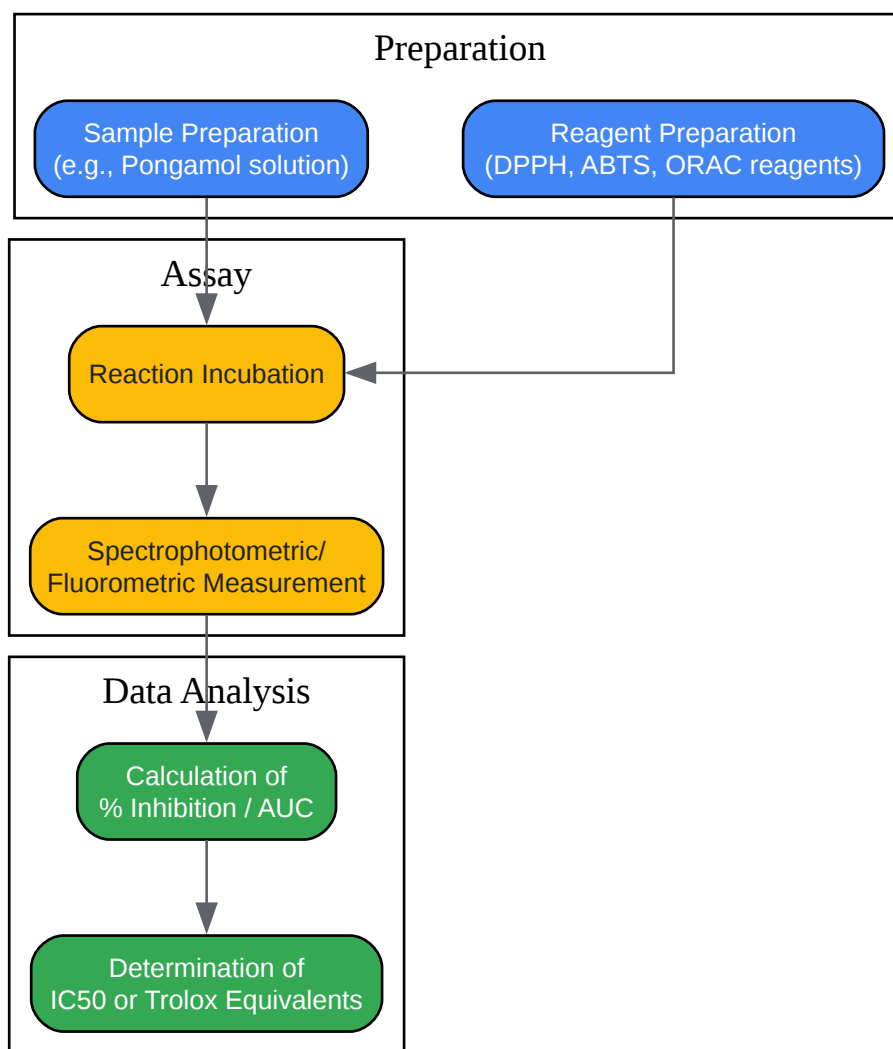 Preparation
Sample Preparation
(e.g., Pongamol solution)
Reagent Preparation
(DPPH, ABTS, ORAC reagents)
Assay
Reaction Incubation
Spectrophotometric/
Fluorometric Measurement
Data Analysis
Calculation of
% Inhibition / AUC
Determination of
IC50 or Trolox Equivalents